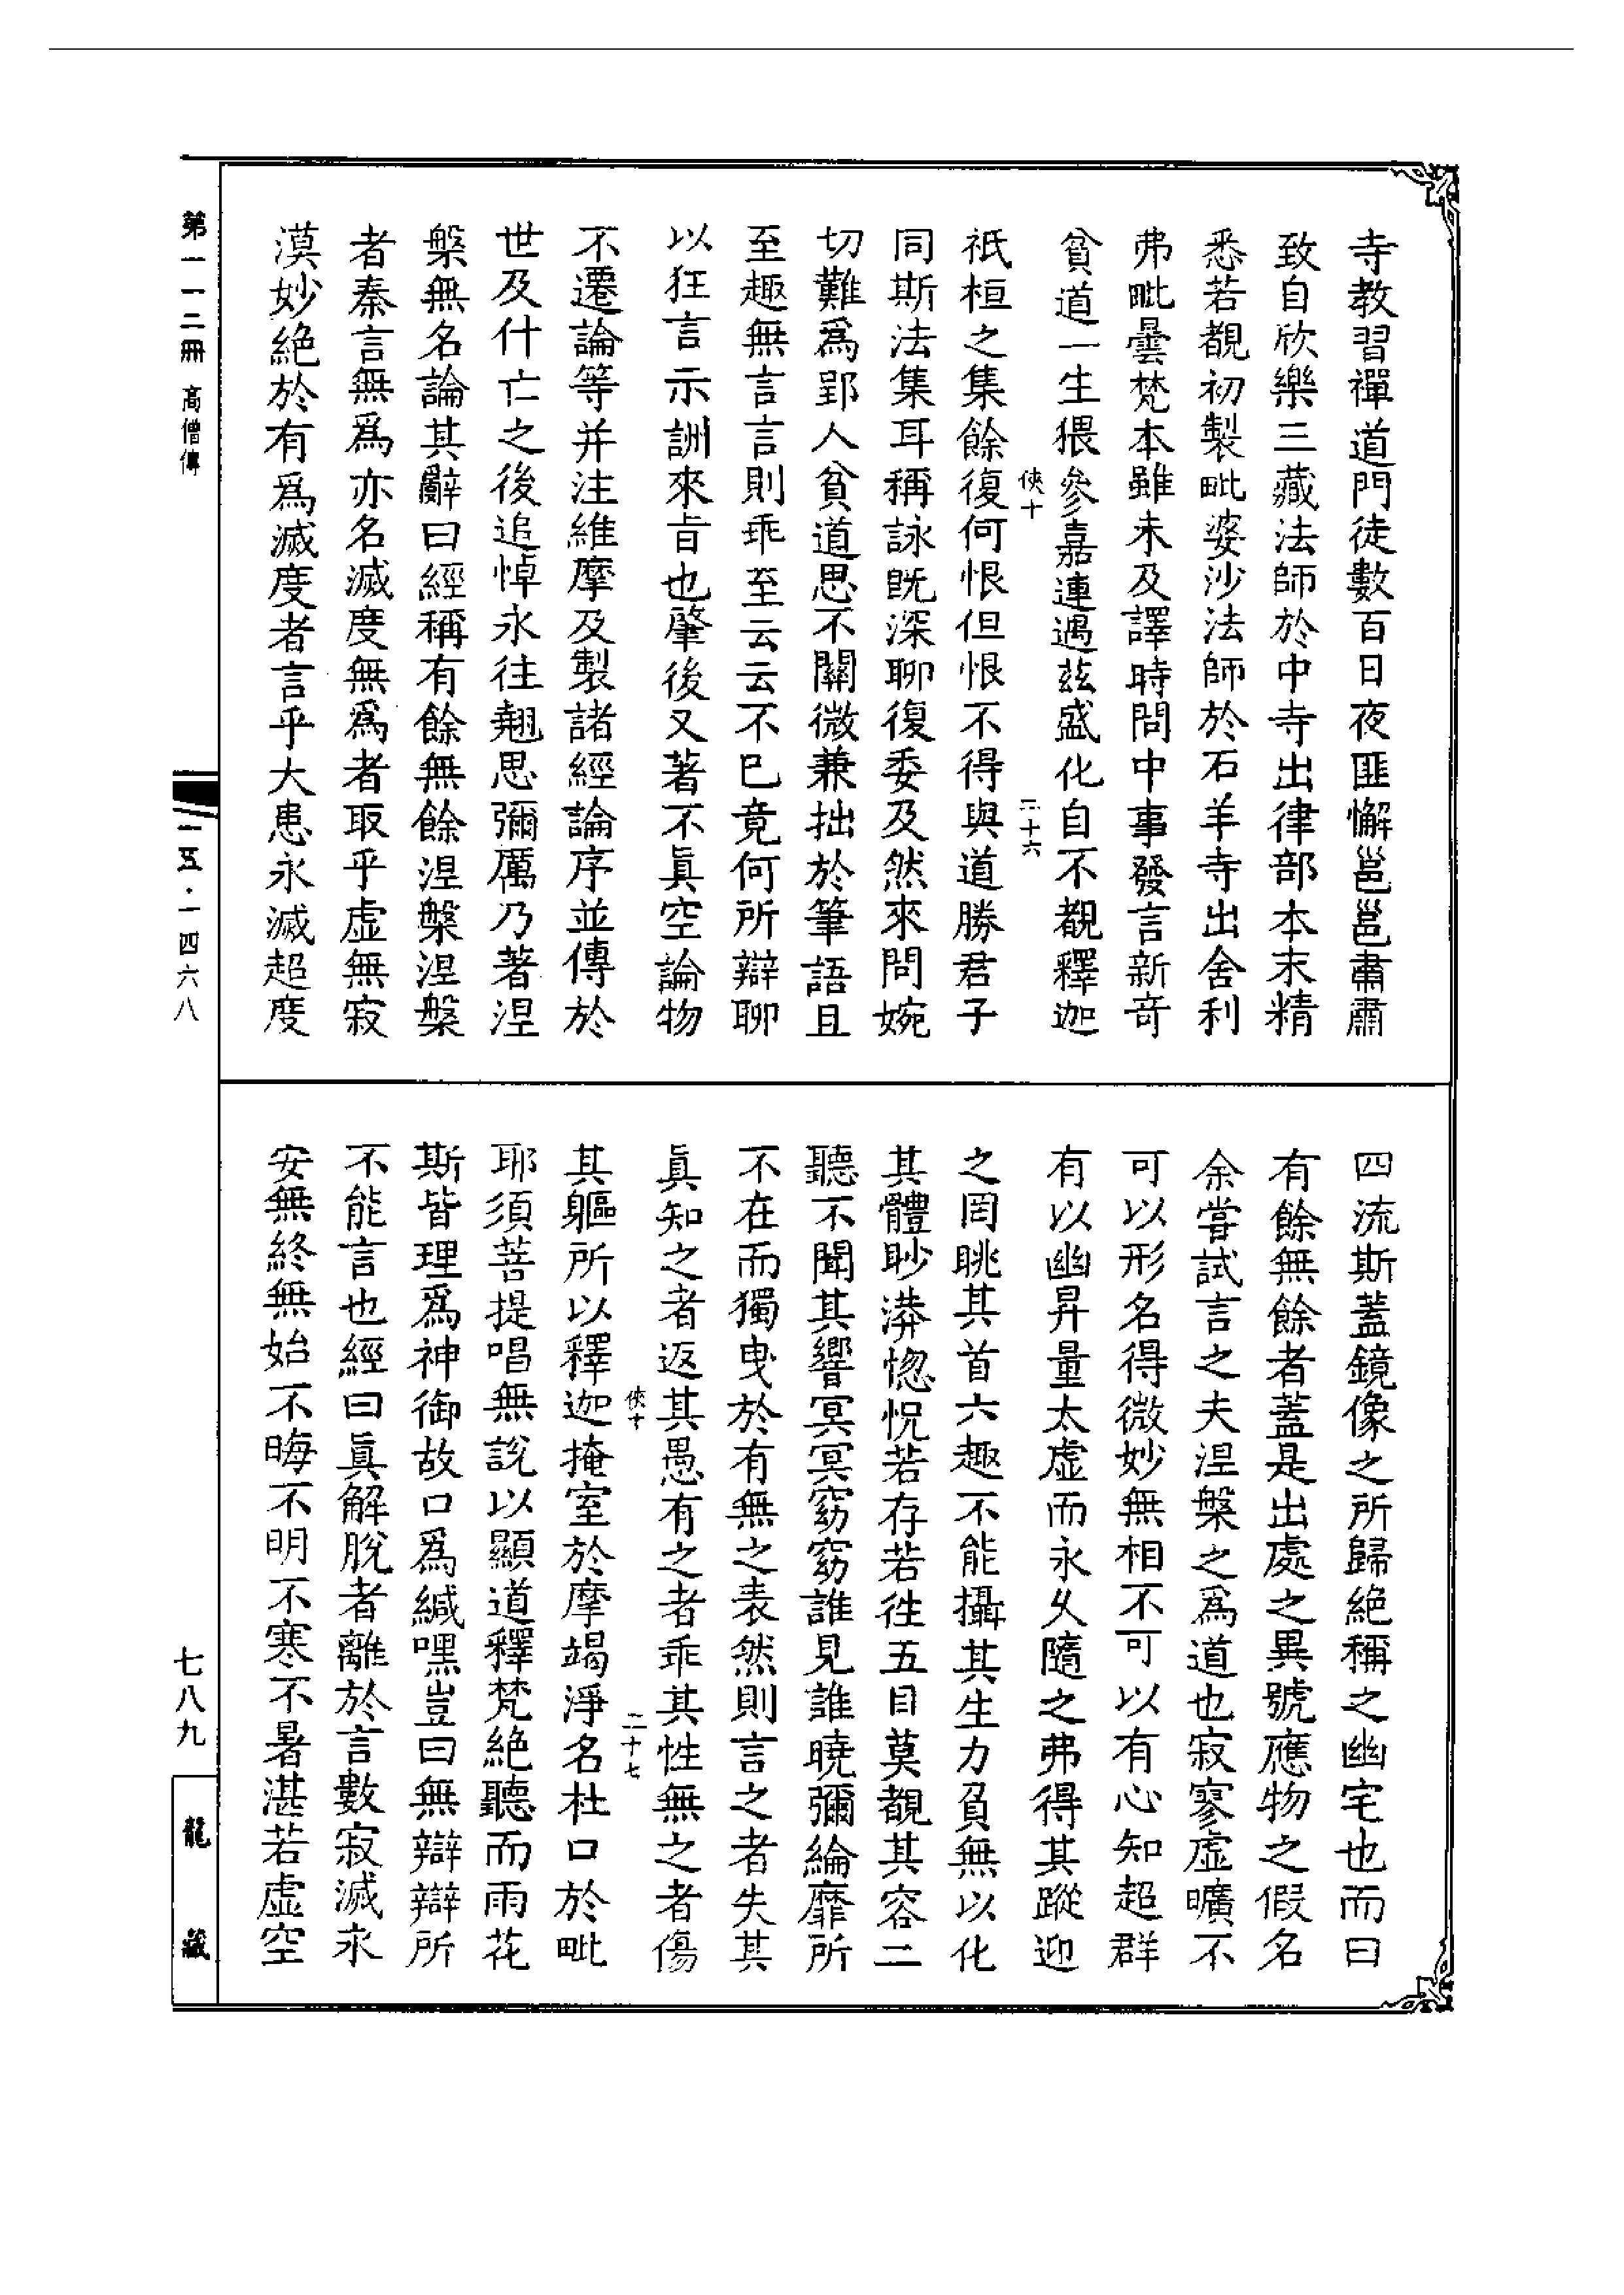 寺教習禪道門徒數百日夜匪懈邕邕肅肅
致自欣樂三藏法師於中寺出律部本末精
悉若覩初製毗婆沙法師於石羊寺出舍利
弗毗曇梵本雖未及譯時問中事發言新奇
貧道一生猥參嘉連遇茲盛化自不覩釋迦
俠十 二十六
祇桓之集餘復何恨但恨不得與道勝君子
同斯法集耳稱詠既深聊復委及然來問婉
切難為郢人貧道思不關微兼拙於筆語且
至趣無言言則乖至云云不已竟何所辯聊
以狂言示詶來旨也肇後又著不真空論物
不遷論等并注維摩及製諸經論序並傳於
世及什亡之後追悼永往翹思彌厲乃著涅
槃無名論其辭曰經稱有餘無餘涅槃涅槃
者秦言無為亦名滅度無為者取乎虛無寂
漠妙絕於有為滅度者言乎大患永滅超度
四流斯蓋鏡像之所歸絕稱之幽宅也而曰
有餘無餘者蓋是出處之異號應物之假名
余嘗試言之夫涅槃之為道也寂寥虛曠不
可以形名得微妙無相不可以有心知超群
有以幽昇量太虛而永久隨之弗得其蹤迎
之罔眺其首六趣不能攝其生力負無以化
其體眇漭惚恍若存若往五目莫覩其容二
聽不聞其響冥冥窈窈誰見誰曉彌綸靡所
不在而獨曳於有無之表然則言之者失其
真知之者返其愚有之者乖其性無之者傷
俠十 二十七
其軀所以釋迦掩室於摩竭淨名杜口於毗
耶須菩提唱無說以顯道釋梵絕聽而雨花
斯皆理為神御故口為緘嘿豈曰無辯辯所
不能言也經曰真解脫者離於言數寂滅永
安無終無始不晦不明不寒不暑湛若虛空
第一一二冊 高僧傳
一五·一四六八
七八九
龍藏